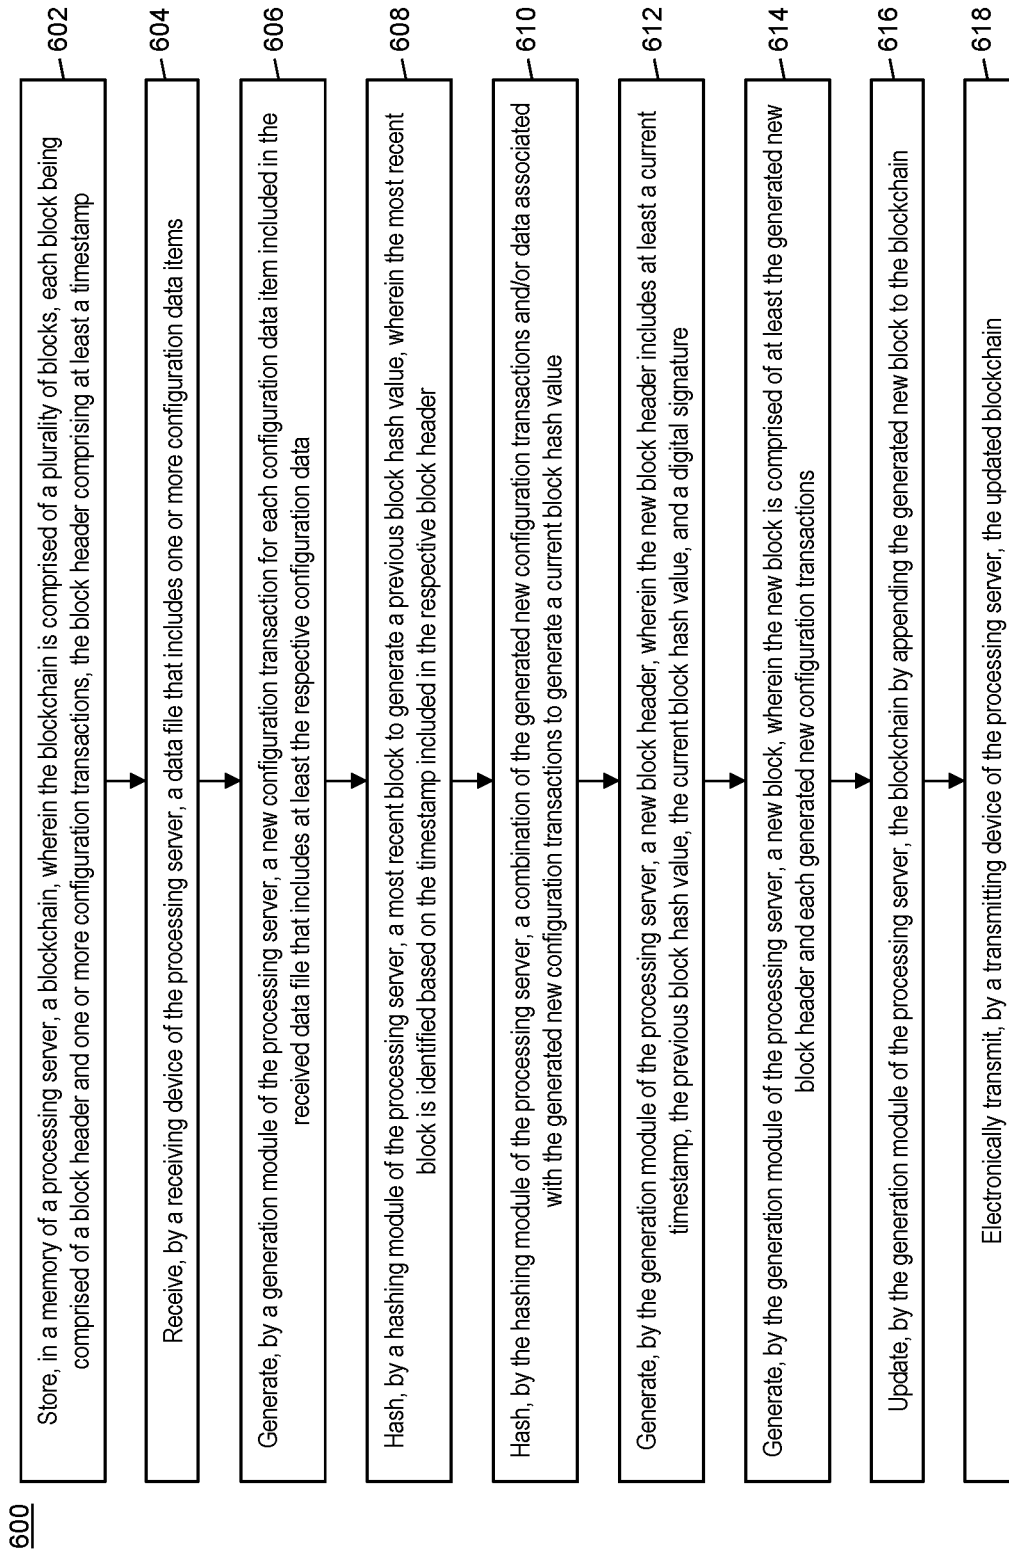 600
Store, in a memory of a processing server, a blockchain, wherein the blockchain is comprised of a plurality of blocks, each block being
comprised of a block header and one or more configuration transactions, the block header comprising at least a timestamp
602
Receive, by a receiving device of the processing server, a data file that includes one or more configuration data items
604
Generate, by a generation module of the processing server, a new configuration transaction for each configuration data item included in the
received data file that includes at least the respective configuration data
606
Hash, by a hashing module of the processing server, a most recent block to generate a previous block hash value, wherein the most recent
block is identified based on the timestamp included in the respective block header
608
Hash, by the hashing module of the processing server, a combination of the generated new configuration transactions and/or data associated
with the generated new configuration transactions to generate a current block hash value
610
Generate, by the generation module of the processing server, a new block header, wherein the new block header includes at least a current
timestamp, the previous block hash value, the current block hash value, and a digital signature
612
Generate, by the generation module of the processing server, a new block, wherein the new block is comprised of at least the generated new
block header and each generated new configuration transactions
614
Update, by the generation module of the processing server, the blockchain by appending the generated new block to the blockchain
616
Electronically transmit, by a transmitting device of the processing server, the updated blockchain
618